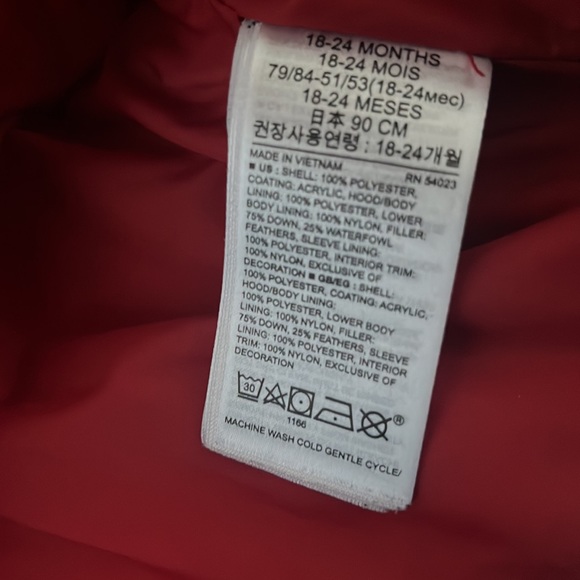 18-24 MONTHS
18-24 MOIS
79/84-51/53(18-24мес)
18-24 MESES
日本 90 CM
권장사용연령 : 18-24개월
MADE IN VIETNAM RN 54023
■ US : SHELL: 100% POLYESTER,
COATING: ACRYLIC, HOOD/BODY
LINING: 100% POLYESTER, LOWER
BODY LINING: 100% NYLON, FILLER:
75% DOWN, 25% WATERFOWL
FEATHERS, SLEEVE LINING:
100% POLYESTER, INTERIOR TRIM:
100% NYLON, EXCLUSIVE OF
DECORATION ■ GB/EG : SHELL:
100% POLYESTER, COATING: ACRYLIC,
HOOD/BODY LINING:
100% POLYESTER, LOWER BODY
LINING: 100% NYLON, FILLER:
75% DOWN, 25% FEATHERS, SLEEVE
LINING: 100% POLYESTER, INTERIOR
TRIM: 100% NYLON, EXCLUSIVE OF
DECORATION
30 ®
1166
MACHINE WASH COLD GENTLE CYCLE/